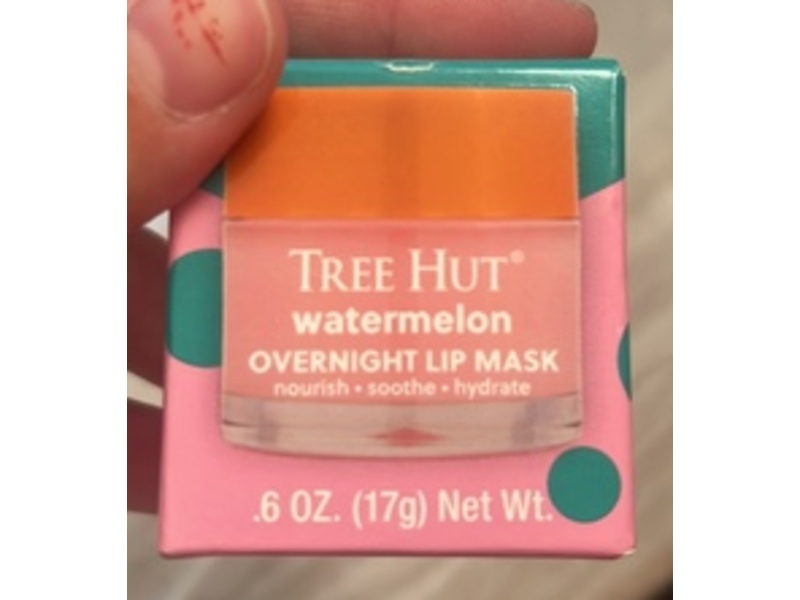 TREE HUT®
watermelon
OVERNIGHT LIP MASK
nourish • soothe • hydrate
.6 OZ. (17g) Net Wt.